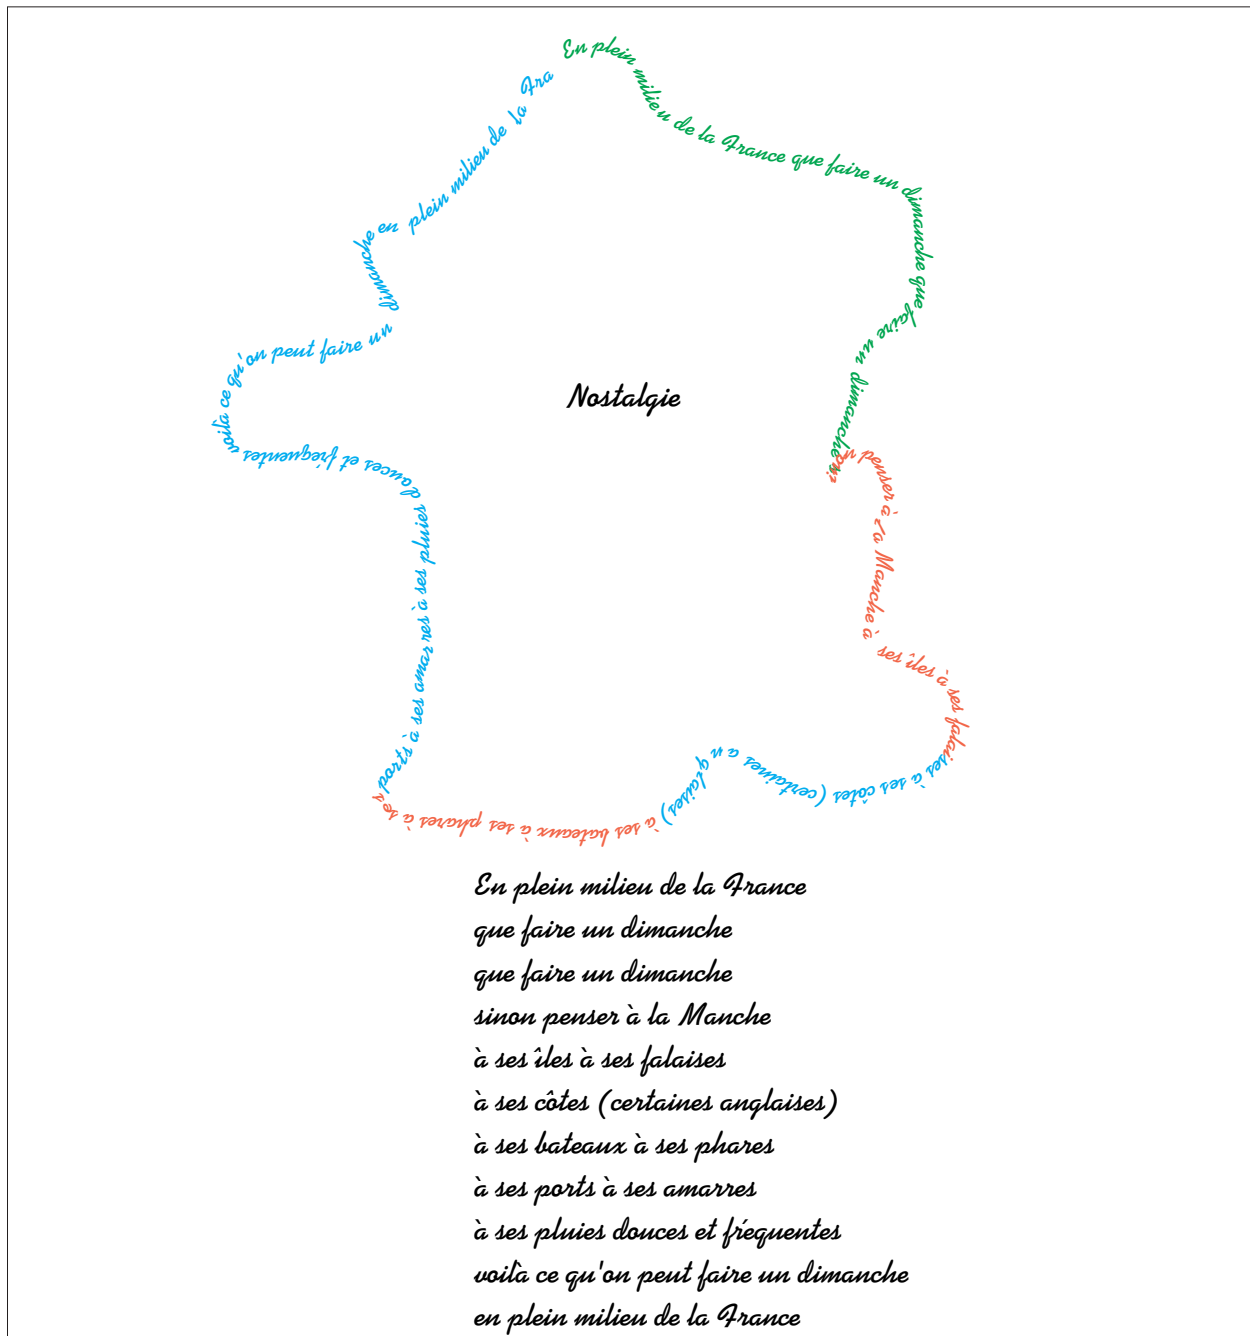 En plein milieu de la France que faire un dimanche que faire un dimanche sinon penser à La Manche à ses îles à ses falaises à ses côtes (certaines an glaises) à ses bateaux à ses phares à ses ports à ses amar res à ses pluies douces et fréquentes voilà ce qu'on peut faire un dimanche en plein milieu de la Fra
Nostalgie
En plein milieu de la France
que faire un dimanche
que faire un dimanche
sinon penser à la Manche
à ses îles à ses falaises
à ses côtes (certaines anglaises)
à ses bateaux à ses phares
à ses ports à ses amarres
à ses pluies douces et fréquentes
voilà ce qu'on peut faire un dimanche
en plein milieu de la France